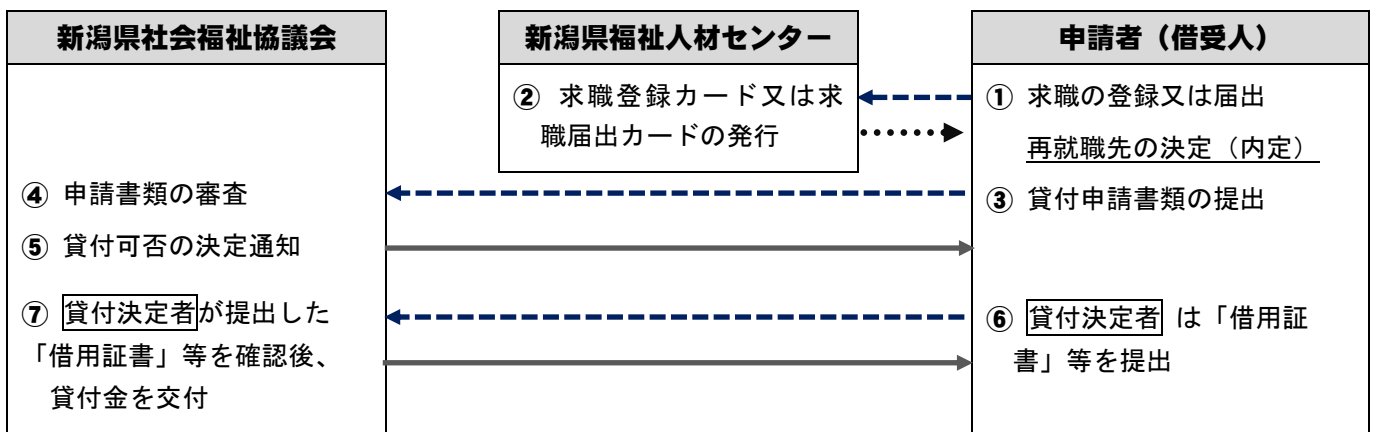 新潟県社会福祉協議会
新潟県福祉人材センター
申請者（借受人）
② 求職登録カード又は求
職届出カードの発行
① 求職の登録又は届出
再就職先の決定（内定）
④ 申請書類の審査
③ 貸付申請書類の提出
⑤ 貸付可否の決定通知
⑦ 貸付決定者が提出した
「借用証書」等を確認後、
貸付金を交付
⑥ 貸付決定者 は「借用証
書」等を提出